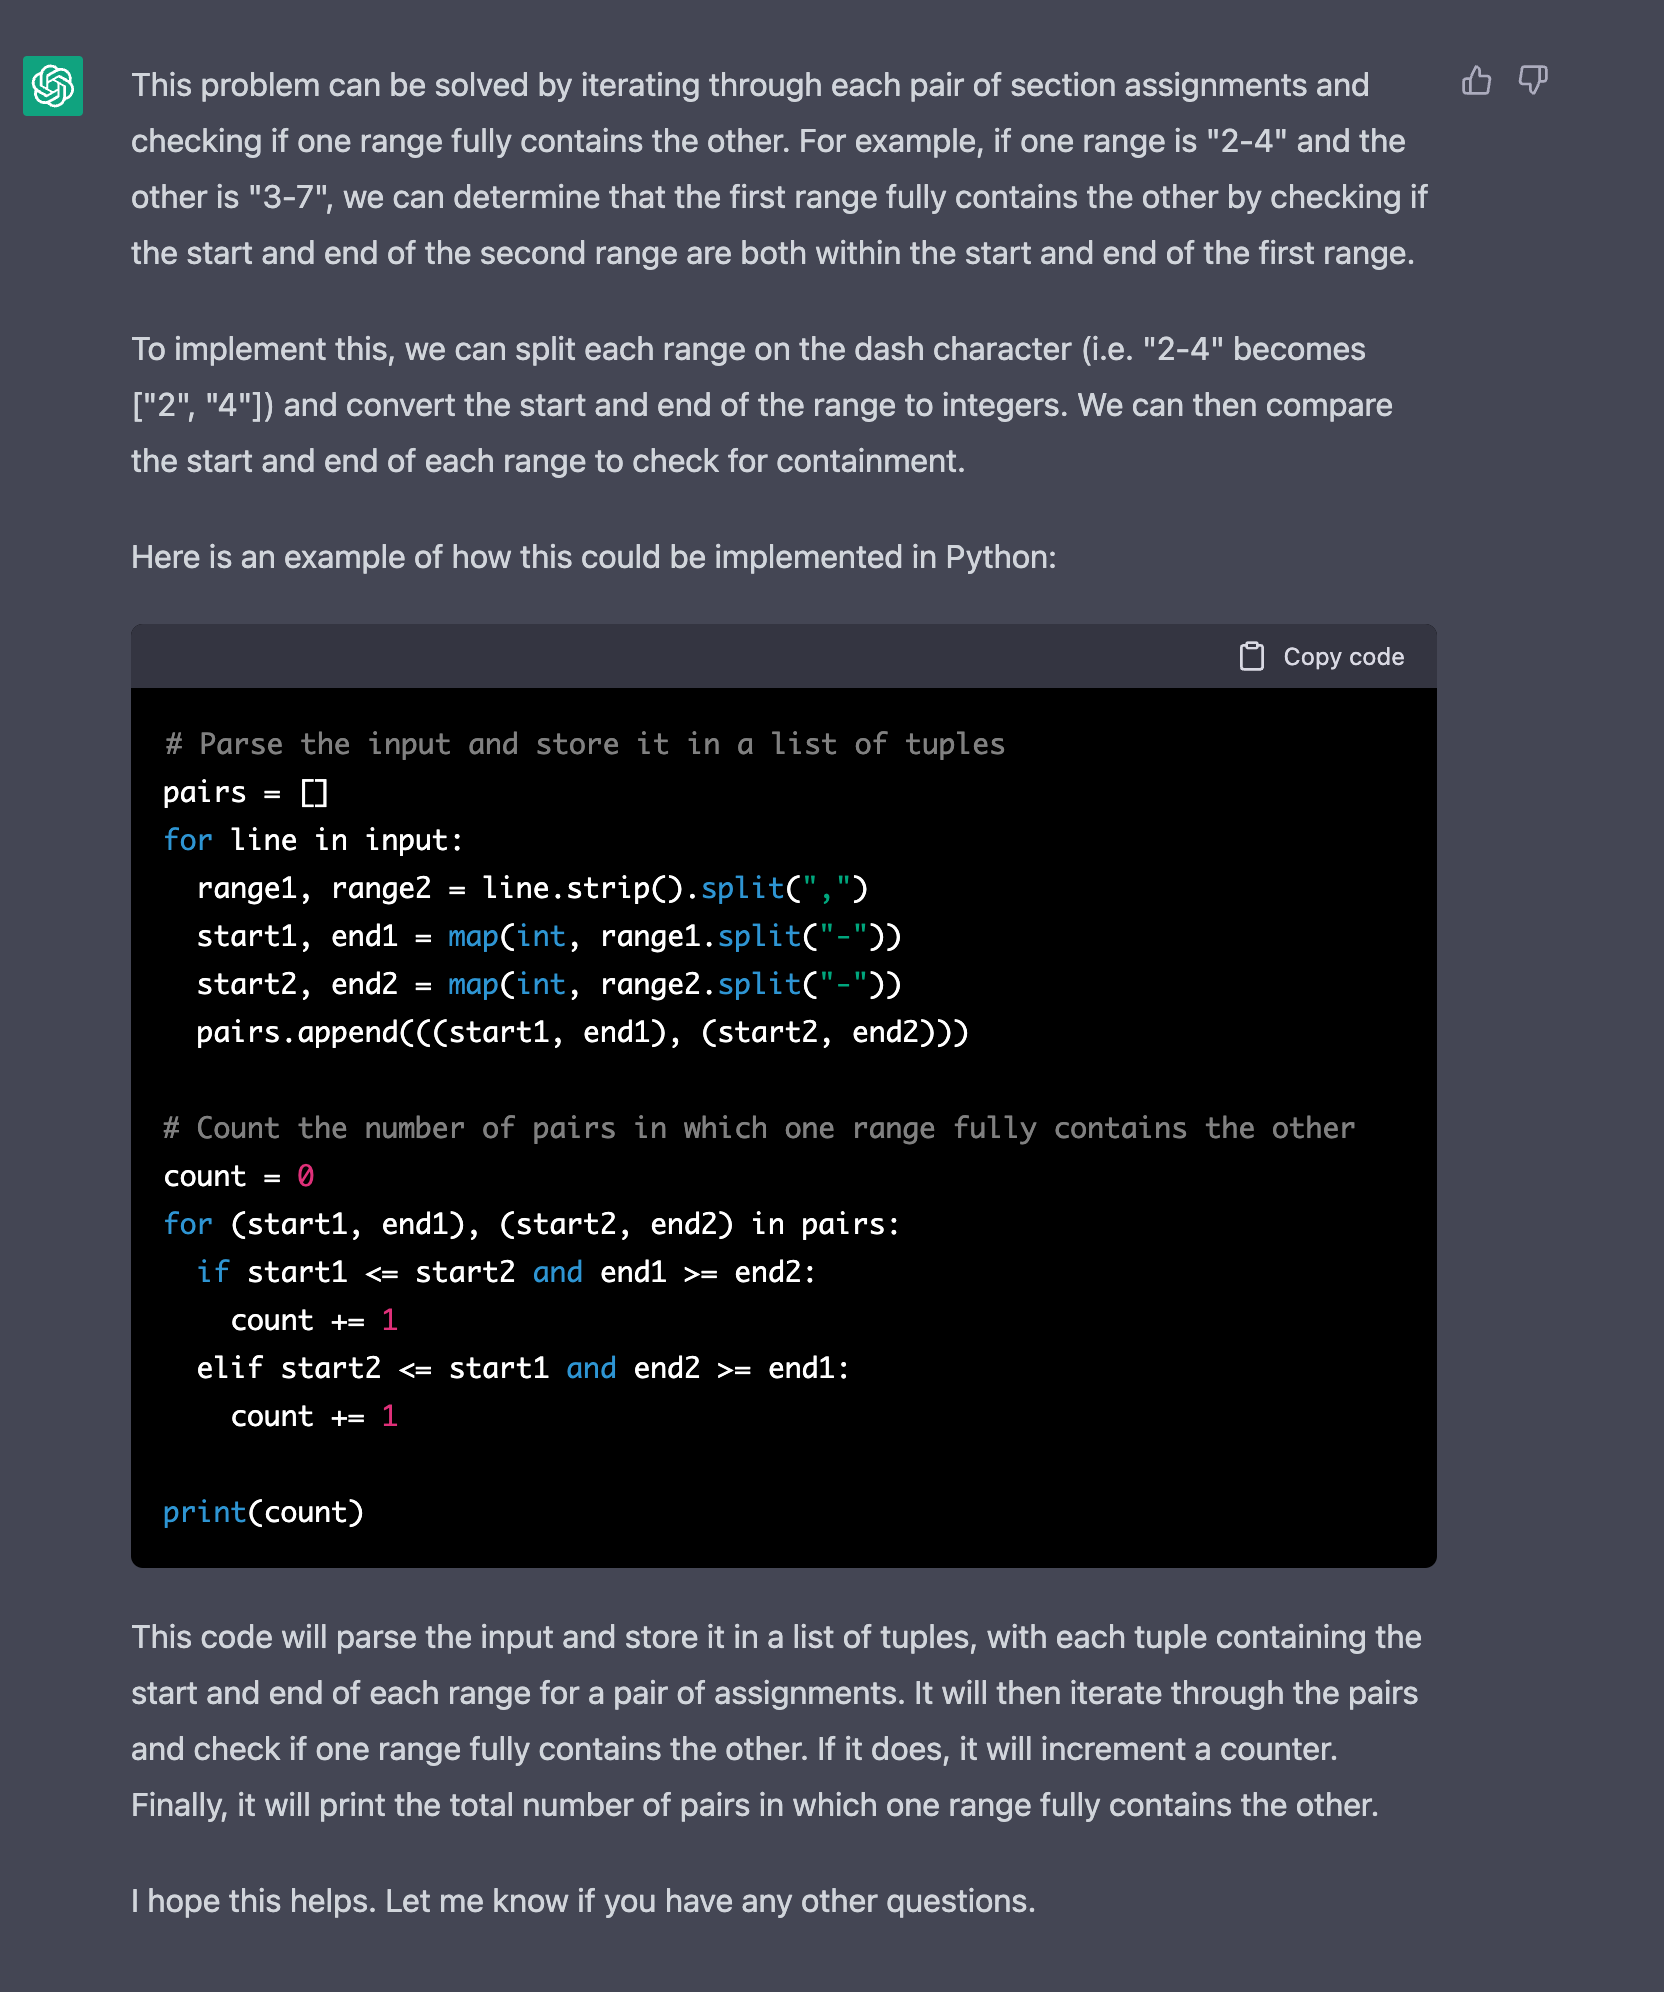 This problem can be solved by iterating through each pair of section assignments and
checking if one range fully contains the other. For example, if one range is "2-4" and the
other is "3-7", we can determine that the first range fully contains the other by checking if
the start and end of the second range are both within the start and end of the first range.
To implement this, we can split each range on the dash character (i.e. "2-4" becomes
["2", "4"]) and convert the start and end of the range to integers. We can then compare
the start and end of each range to check for containment.
Here is an example of how this could be implemented in Python:
Copy code
# Parse the input and store it in a list of tuples
pairs = []
for line in input:
  range1, range2 = line.strip().split(",")
  start1, end1 = map(int, range1.split("-"))
  start2, end2 = map(int, range2.split("-"))
  pairs.append(((start1, end1), (start2, end2)))
# Count the number of pairs in which one range fully contains the other
count = 0
for (start1, end1), (start2, end2) in pairs:
  if start1 <= start2 and end1 >= end2:
    count += 1
  elif start2 <= start1 and end2 >= end1:
    count += 1
print(count)
This code will parse the input and store it in a list of tuples, with each tuple containing the
start and end of each range for a pair of assignments. It will then iterate through the pairs
and check if one range fully contains the other. If it does, it will increment a counter.
Finally, it will print the total number of pairs in which one range fully contains the other.
I hope this helps. Let me know if you have any other questions.